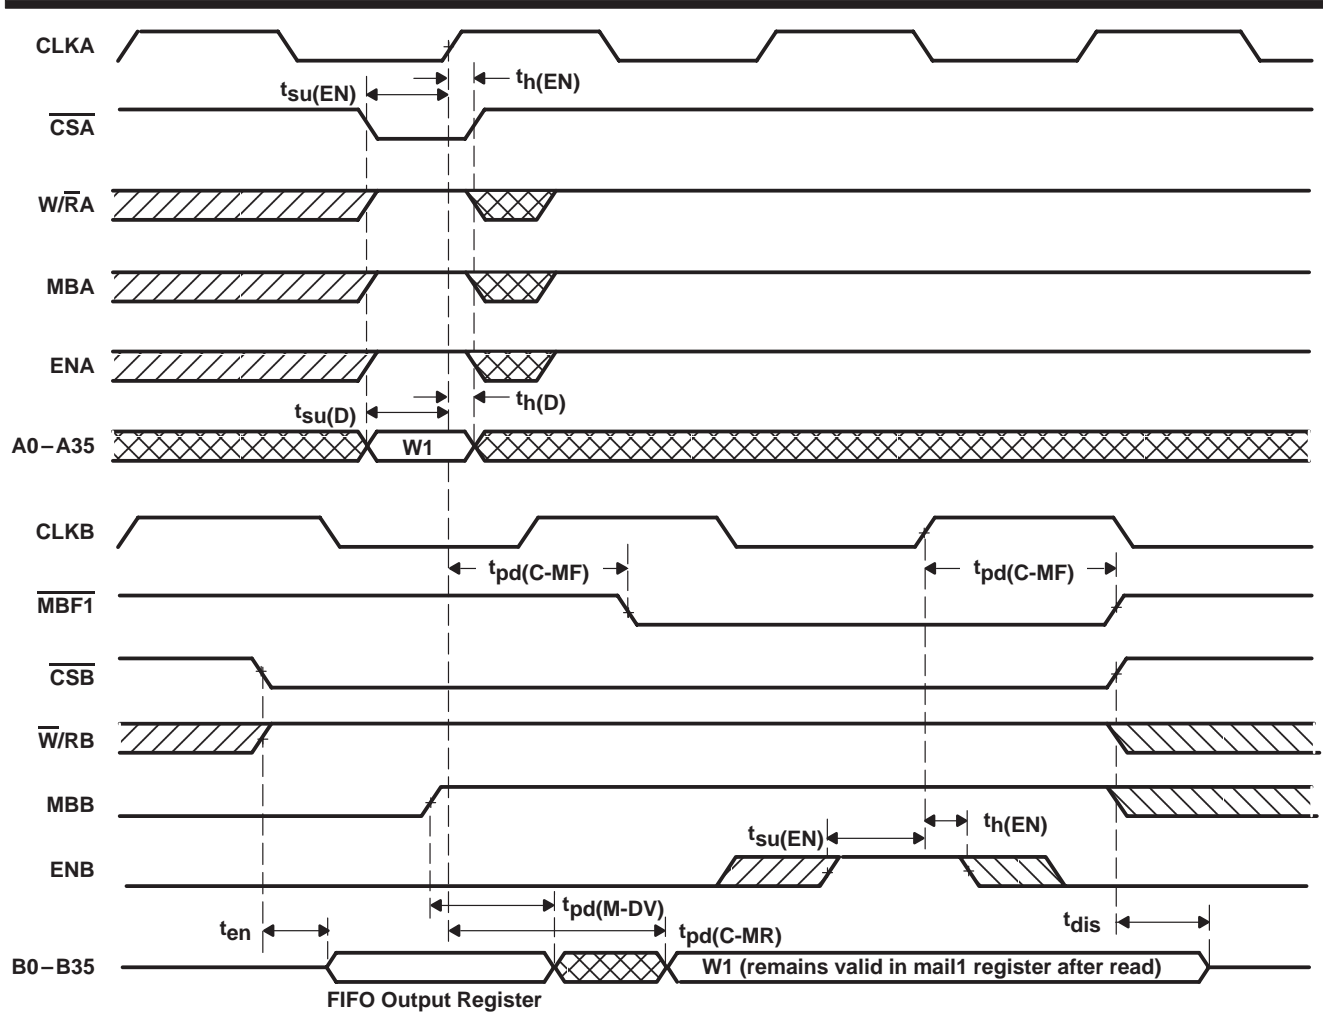 CLKA
th(EN)
tsu(EN)
CSA
W/RA
MBA
ENA
th(D)
tsu(D)
A0–A35
W1
CLKB
tpd(C-MF)
tpd(C-MF)
MBF1
CSB
W/RB
MBB
th(EN)
tsu(EN)
ENB
tpd(M-DV)
ten
tpd(C-MR)
tdis
B0–B35
W1 (remains valid in mail1 register after read)
FIFO Output Register